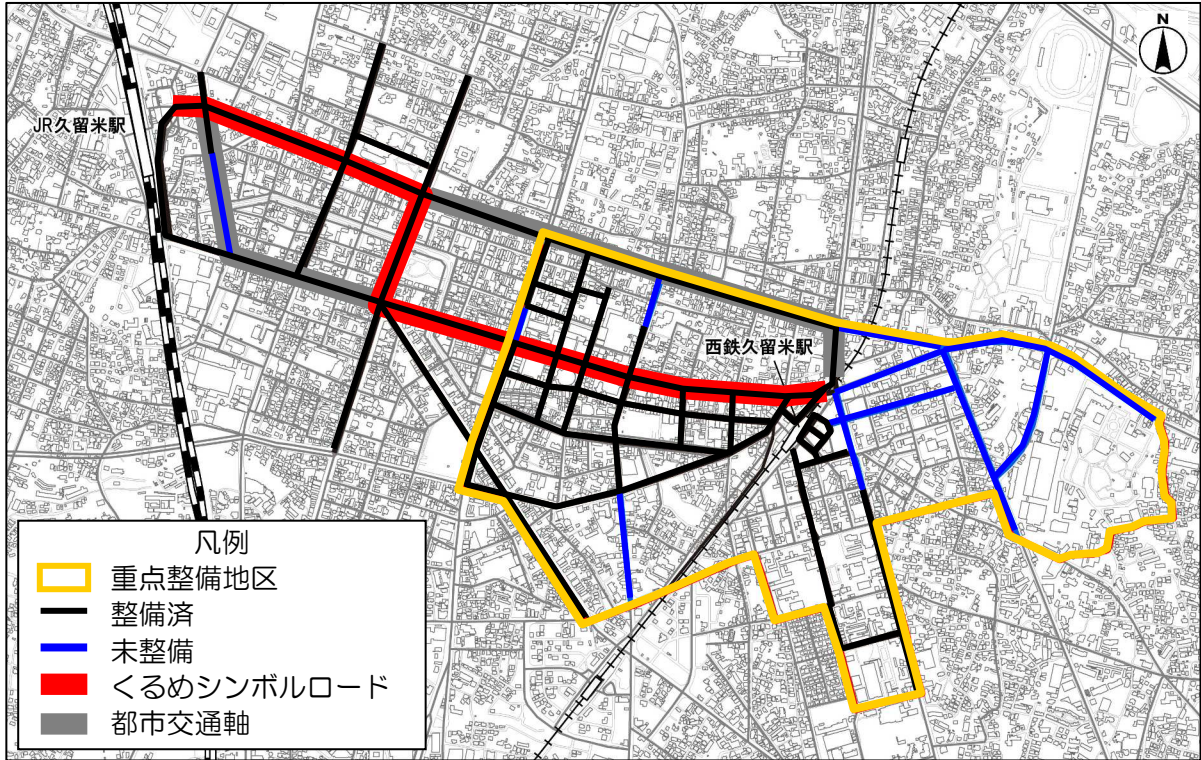 N
JR久留米駅
西鉄久留米駅
凡例
重点整備地区
整備済
未整備
くるめシンボルロード
都市交通軸